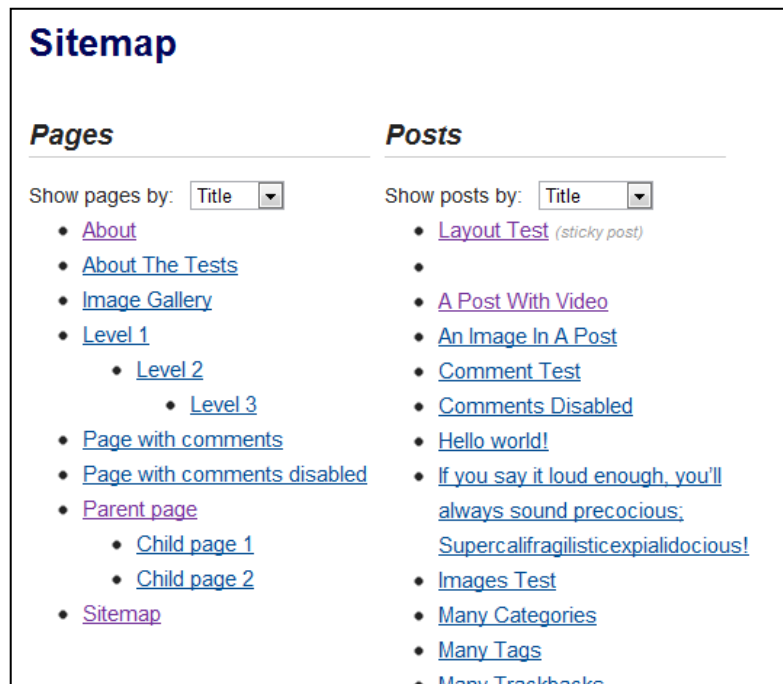 Sitemap
Pages
Show pages by: Title
About
About The Tests
Image Gallery
Level 1
Level 2
Level 3
Page with comments
Page with comments disabled
Parent page
Child page 1
Child page 2
Sitemap
Posts
Show posts by: Title
Layout Test (sticky post)
A Post With Video
An Image In A Post
Comment Test
Comments Disabled
Hello world!
If you say it loud enough, you'll
always sound precocious;
Supercalifragilisticexpialidocious!
Images Test
Many Categories
Many Tags
Many Trackbacks